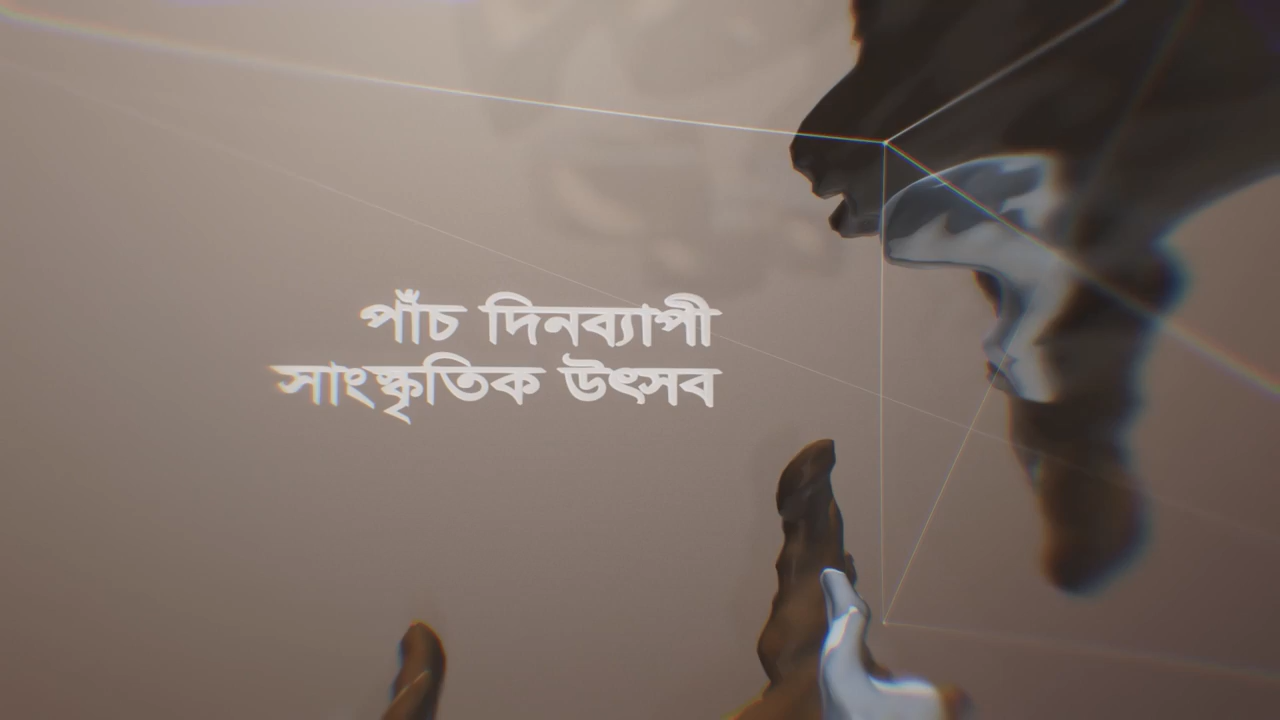 পাঁচ দিনব্যাপী
সাংস্কৃতিক উৎসব